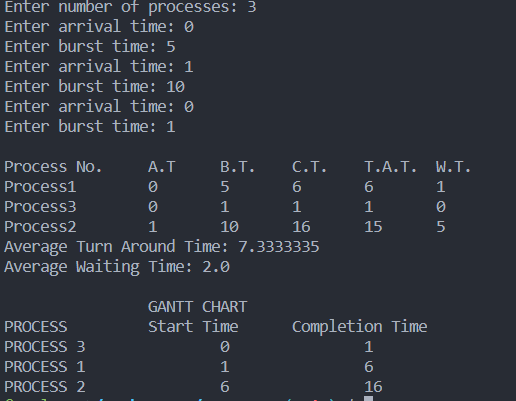 Enter number of processes: 3
Enter arrival time: 0
Enter burst time: 5
Enter arrival time: 1
Enter burst time: 10
Enter arrival time: 0
Enter burst time: 1
Process No. A.T B.T. C.T. T.A.T. W.T.
Process1 0 5 6 6 1
Process3 0 1 1 1 0
Process2 1 10 16 15 5
Average Turn Around Time: 7.3333335
Average Waiting Time: 2.0
GANTT CHART
PROCESS Start Time Completion Time
PROCESS 3 0 1
PROCESS 1 1 6
PROCESS 2 6 16